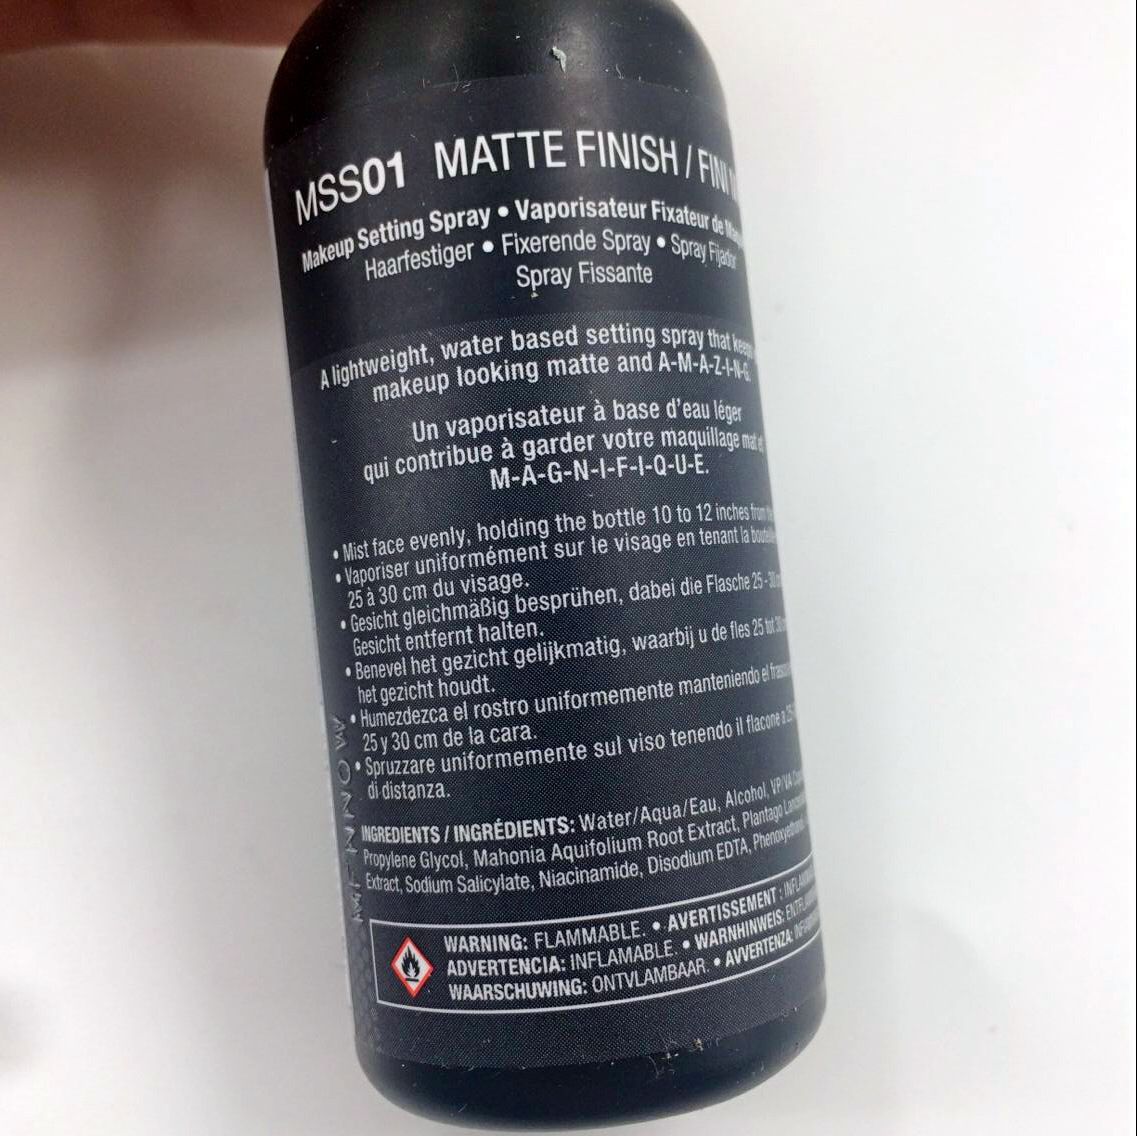 MSS01 MATTE FINISH / FINI
Makeup Setting Spray • Vaporisateur Fixateur de
Haarfestiger • Fixerende Spray • Spray Fijador
Spray Fissante
A lightweight, water based setting spray that keeps
makeup looking matte and A-M-A-Z-I-N-G.
Un vaporisateur à base d'eau léger
qui contribue à garder votre maquillage mat et
M-A-G-N-I-F-I-Q-U-E.
• Mist face evenly, holding the bottle 10 to 12 inches from
• Vaporiser uniformément sur le visage en tenant la
25 à 30 cm du visage.
• Gesicht gleichmäßig besprühen, dabei die Flasche 25 - 30
Gesicht entfernt halten.
• Benevel het gezicht gelijkmatig, waarbij u de fles 25 tot 30
het gezicht houdt.
• Humezdezca el rostro uniformemente manteniendo el
25 y 30 cm de la cara.
• Spruzzare uniformemente sul viso tenendo il flacone a
di distanza.
INGREDIENTS / INGRÉDIENTS: Water/Aqua/Eau, Alcohol, VP/VA
Propylene Glycol, Mahonia Aquifolium Root Extract, Plantago
Extract, Sodium Salicylate, Niacinamide, Disodium EDTA,
WARNING: FLAMMABLE. • AVERTISSEMENT :
ADVERTENCIA: INFLAMABLE. • WARNHINWEIS:
WAARSCHUWING: ONTVLAMBAAR. • AVVERTENZA: